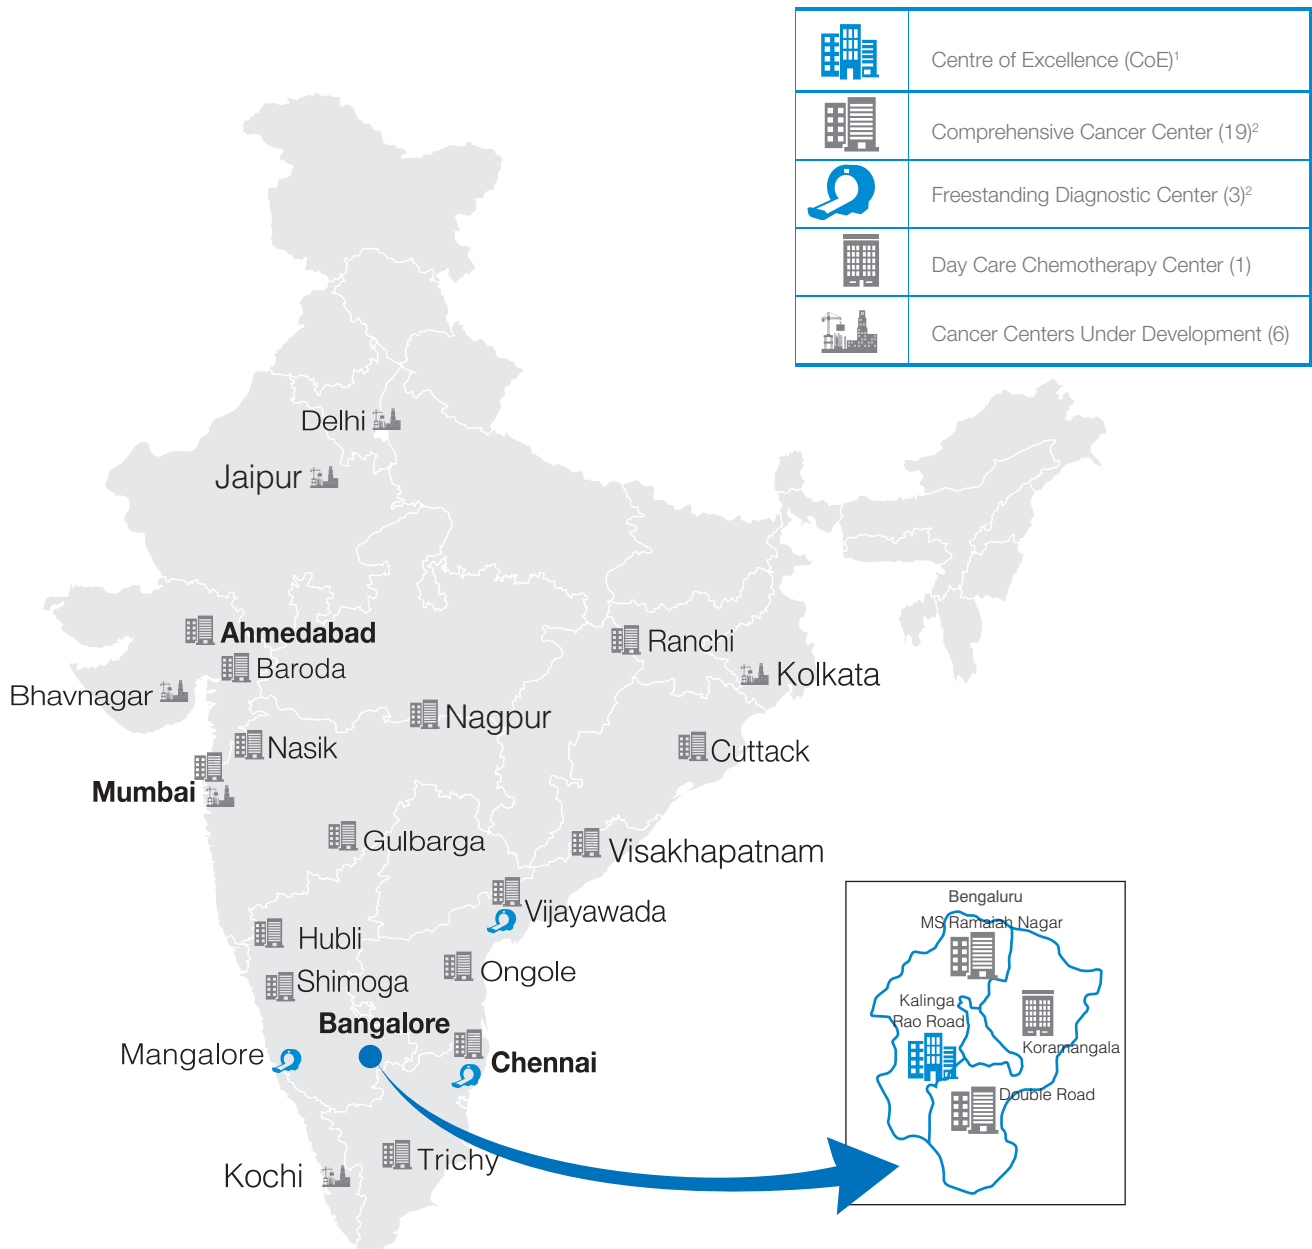 Centre of Excellence (CoE)¹
Comprehensive Cancer Center (19)²
Freestanding Diagnostic Center (3)²
Day Care Chemotherapy Center (1)
Cancer Centers Under Development (6)
Delhi
Jaipur
Ahmedabad
Ranchi
Baroda
Kolkata
Bhavnagar
Nagpur
Nasik
Cuttack
Mumbai
Gulbarga
Visakhapatnam
Vijayawada
Hubli
Ongole
Shimoga
Bangalore
Mangalore
Chennai
Trichy
Kochi
Bengaluru
MS Ramaiah Nagar
Kalinga
Rao Road
Koramangala
Double Road